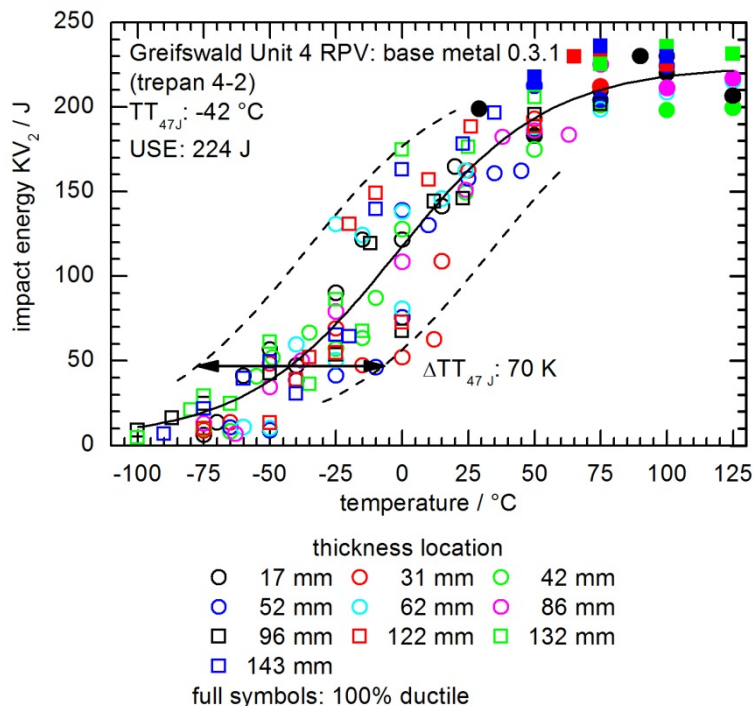 Greifswald Unit 4 RPV: base metal 0.3.1
(trepan 4-2)
TT47J: -42 °C
USE: 224 J
impact energy KV2 / J
250
200
150
100
50
0
ΔTT47 J: 70 K
-100 -75 -50 -25 0 25 50 75 100 125
temperature / °C
thickness location
17 mm 31 mm 42 mm
52 mm 62 mm 86 mm
96 mm 122 mm 132 mm
143 mm
full symbols: 100% ductile